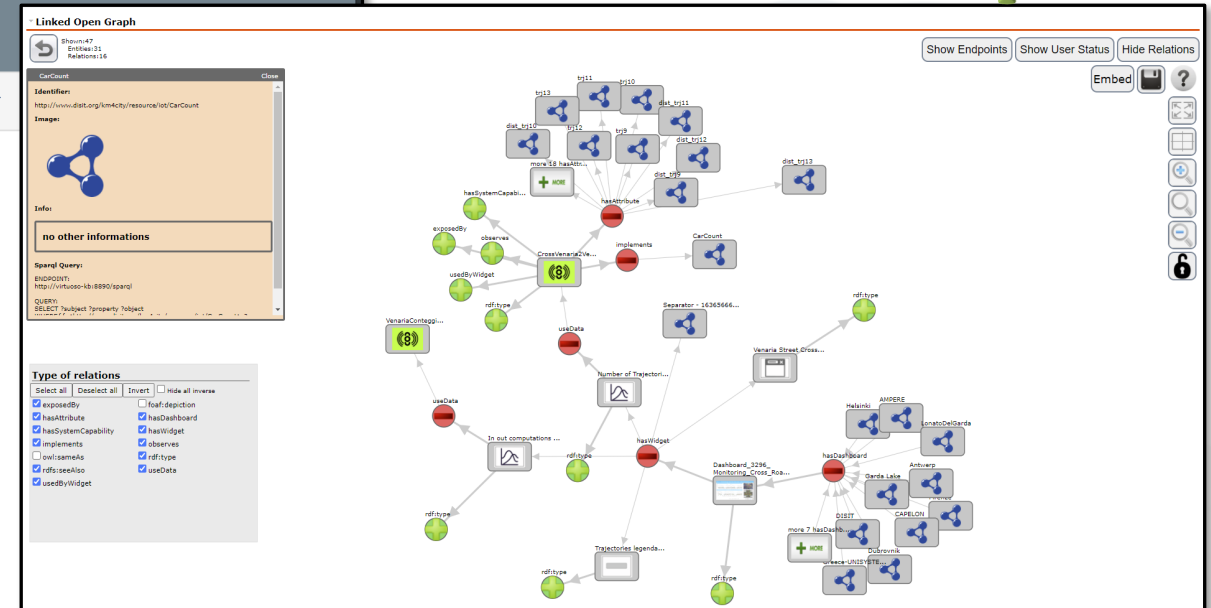 Linked Open Graph
Shown:47
Entities:31
Relations:16
Show Endpoints
Show User Status
Hide Relations
Embed
?
CarCount
Close
Identifier:
http://www.disit.org/km4city/resource/iot/CarCount
Image:
Info:
no other informations
Sparql Query:
ENDPOINT:
http://virtuoso-kb:8890/sparql
QUERY:
SELECT ?subject ?property ?object
Type of relations
Select all
Deselect all
Invert
Hide all inverse
exposedBy
foaf:depiction
hasAttribute
hasDashboard
hasSystemCapability
hasWidget
implements
observes
owl:sameAs
rdf:type
rdfs:seeAlso
useData
usedByWidget
trj11
trj10
trj13
dist_trj11
dist_trj10
trj12
trj9
dist_trj12
more 18 hasAttr...
MORE
dist_trj9
dist_trj13
hasSystemCapabi...
hasAttribute
exposedBy
observes
implements
CarCount
CrossVenaria2Ve...
usedByWidget
rdf:type
Separator - 16365666...
rdf:type
VenariaConteggi...
useData
Venaria Street Cross...
Number of Trajectori...
useData
In out computations ...
rdf:type
hasWidget
Dashboard_3296_
Monitoring_Cross_Roa...
hasDashboard
Helsinki
AMPERE
LonatoDelGarda
Garda Lake
Antwerp
DISIT
CAPELON
more 7 hasDashb...
MORE
Dubrovnik
Greece-UNISYSTE...
rdf:type
Trajectories legenda...
rdf:type
rdf:type